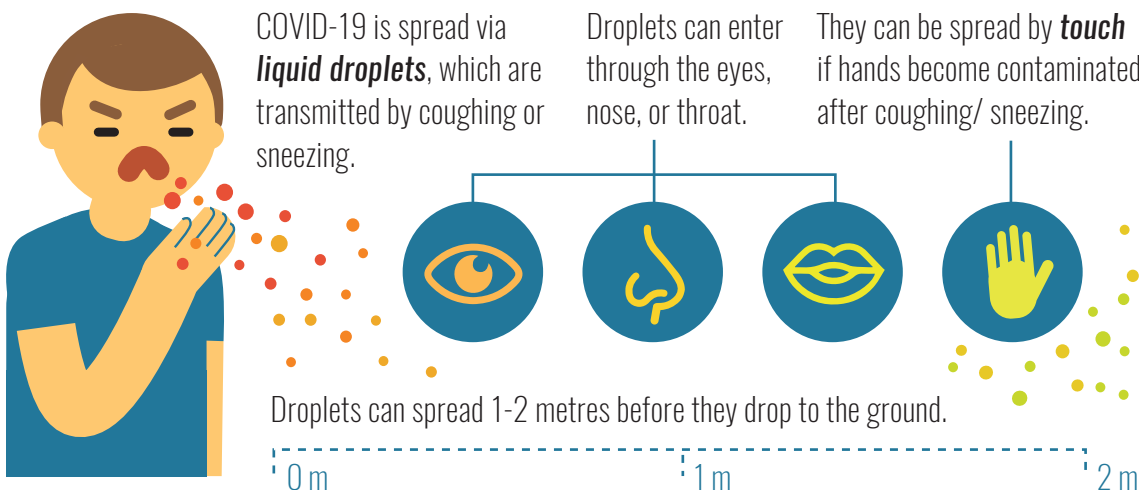 COVID-19 is spread via
liquid droplets, which are
transmitted by coughing or
sneezing.
Droplets can enter
through the eyes,
nose, or throat.
They can be spread by touch
if hands become contaminated
after coughing/ sneezing.
Droplets can spread 1-2 metres before they drop to the ground.
0 m
1 m
2 m